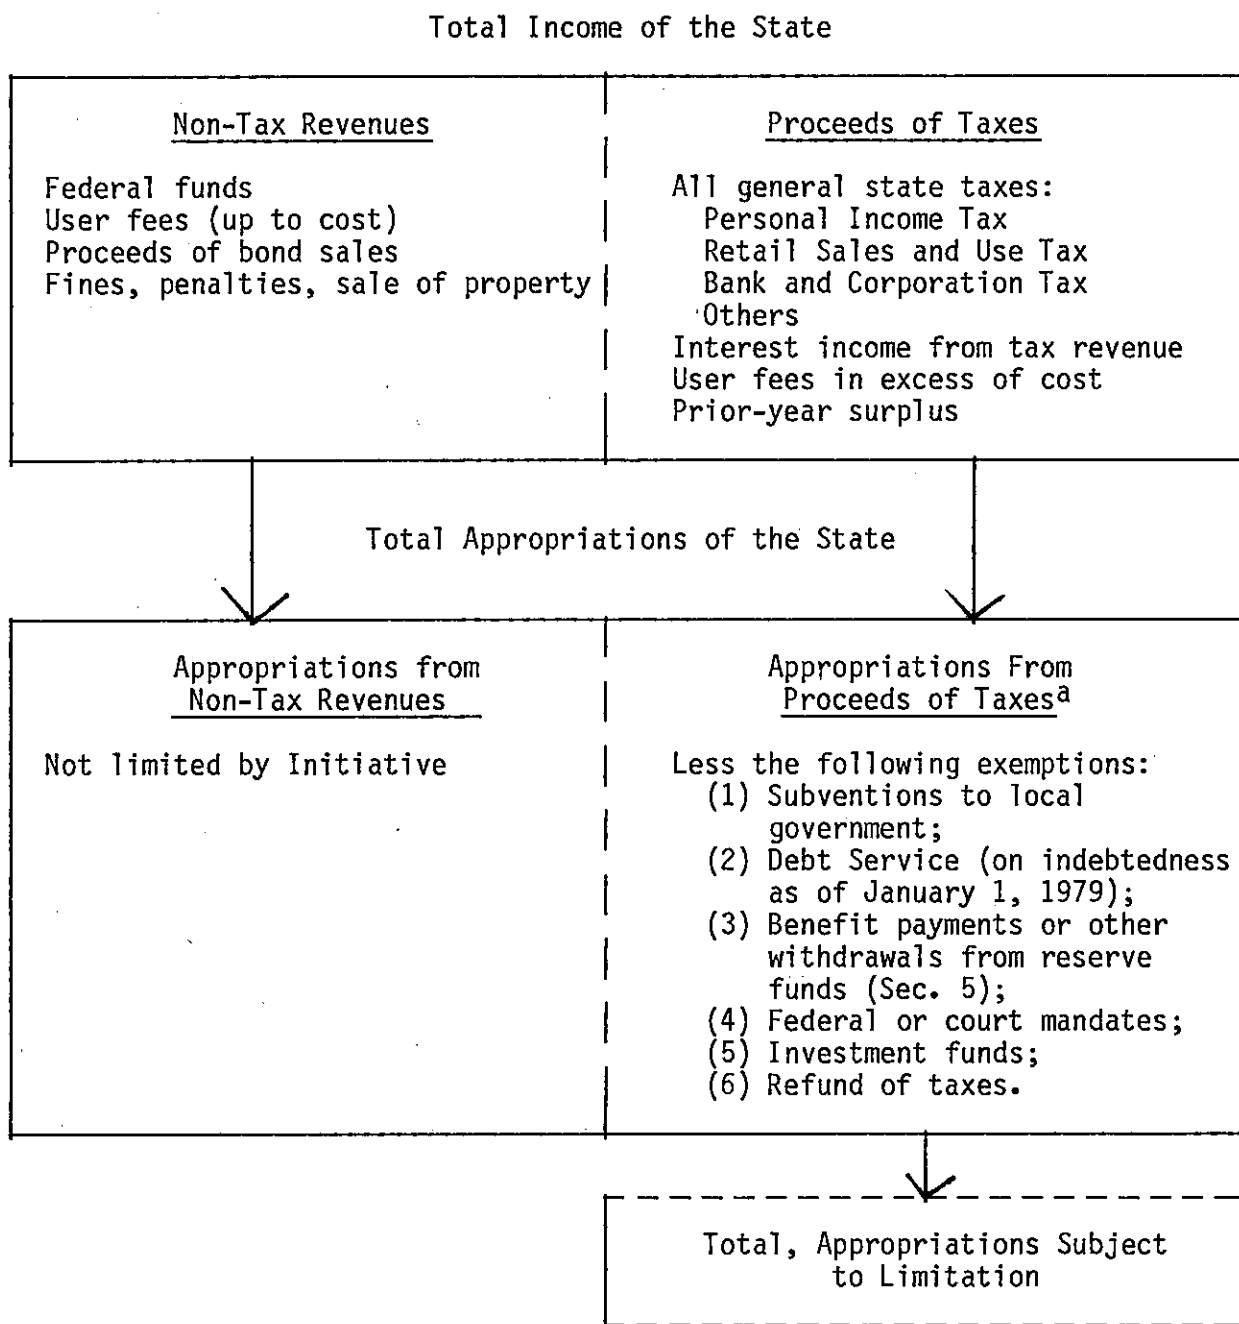 Total Income of the State
Non-Tax Revenues
Federal funds
User fees (up to cost)
Proceeds of bond sales
Fines, penalties, sale of property
Proceeds of Taxes
All general state taxes:
Personal Income Tax
Retail Sales and Use Tax
Bank and Corporation Tax
Others
Interest income from tax revenue
User fees in excess of cost
Prior-year surplus
Total Appropriations of the State
Appropriations from
Non-Tax Revenues
Not limited by Initiative
Appropriations From
Proceeds of Taxesa
Less the following exemptions:
(1) Subventions to local
government;
(2) Debt Service (on indebtedness
as of January 1, 1979);
(3) Benefit payments or other
withdrawals from reserve
funds (Sec. 5);
(4) Federal or court mandates;
(5) Investment funds;
(6) Refund of taxes.
Total, Appropriations Subject
to Limitation